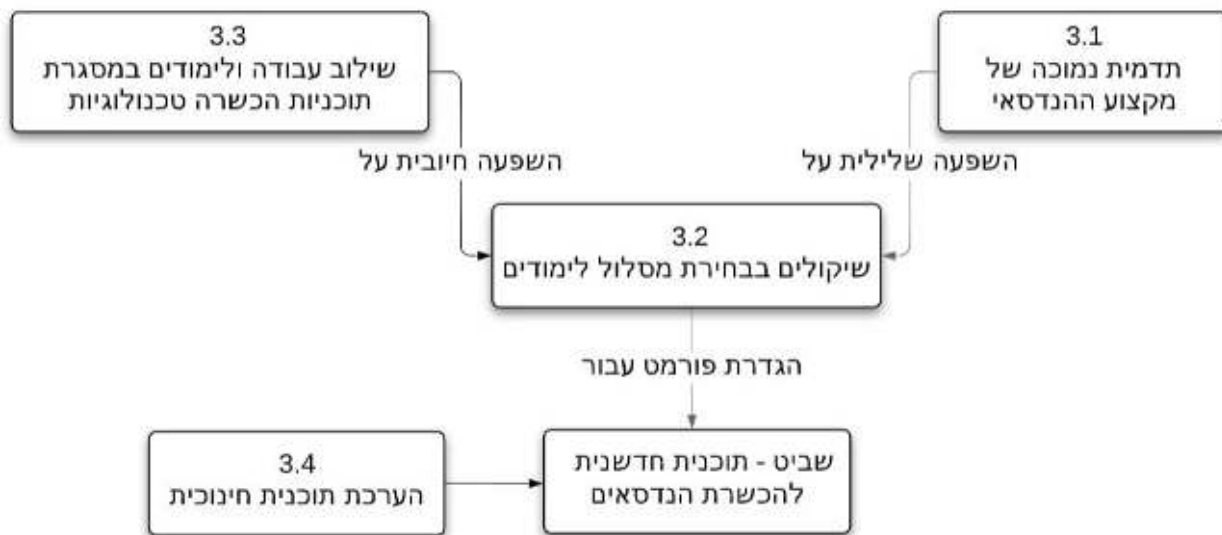 3.1
תדמית נמוכה של
מקצוע ההנדסאי
3.3
שילוב עבודה ולימודים במסגרת
תוכניות הכשרה טכנולוגיות
השפעה שלילית על
השפעה חיובית על
3.2
שיקולים בבחירת מסלול לימודים
הגדרת פורמט עבור
שביט - תוכנית חדשנית
להכשרת הנדסאים
3.4
הערכת תוכנית חינוכית